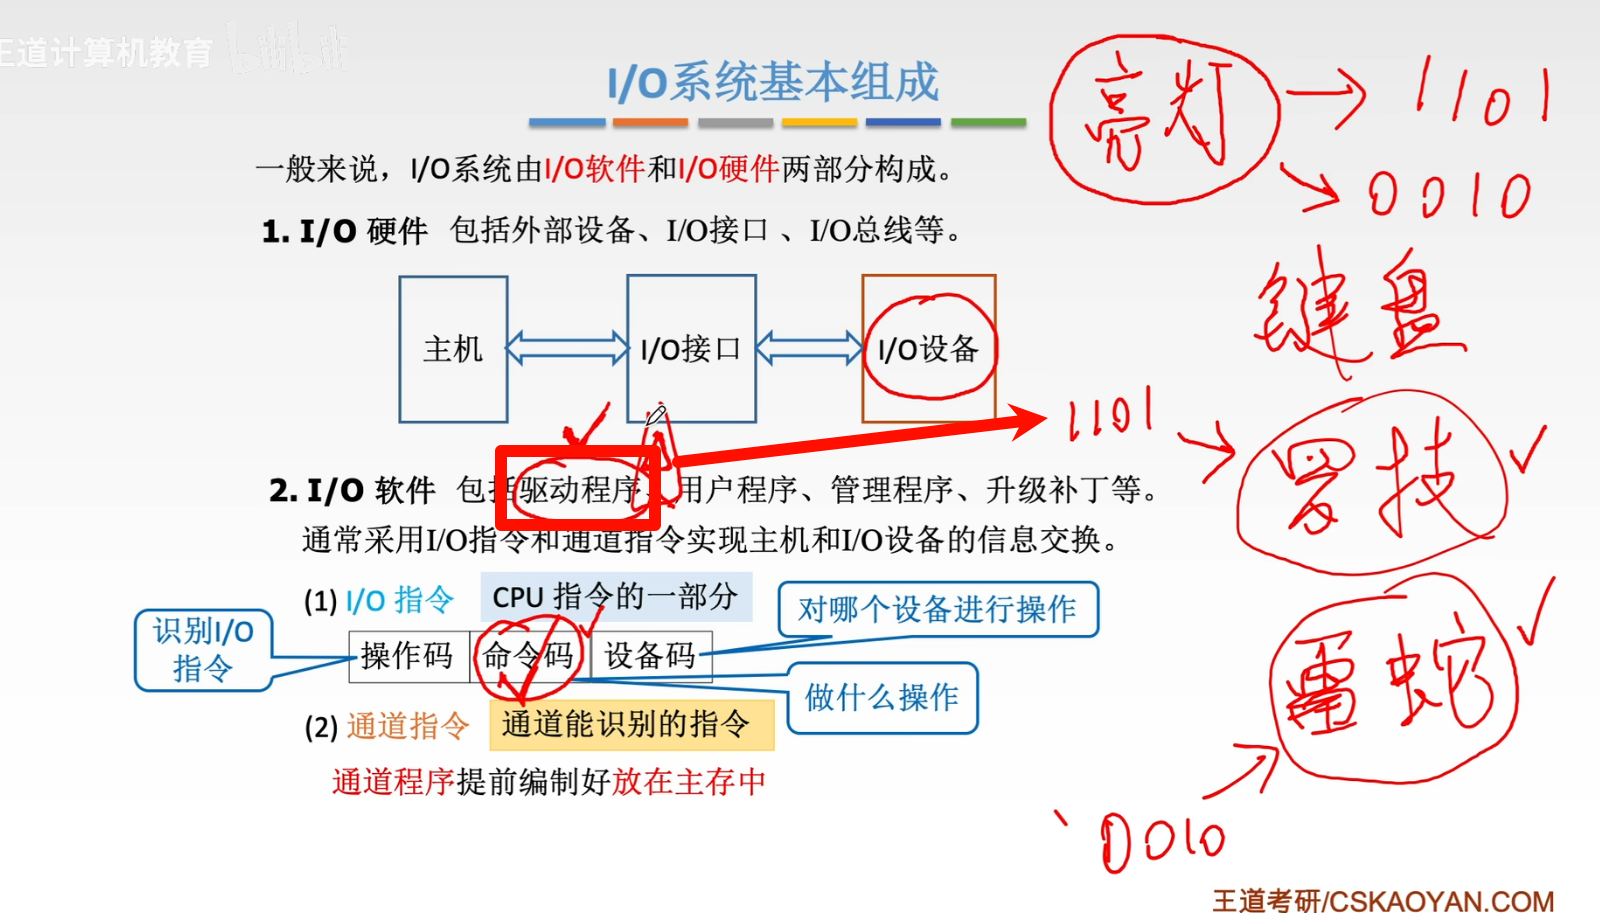 王道计算机教育 bilibili
I/O系统基本组成
一般来说，I/O系统由I/O软件和I/O硬件两部分构成。
1. I/O 硬件 包括外部设备、I/O接口 、I/O总线等。
主机
I/O接口
I/O设备
2. I/O 软件 包括驱动程序、用户程序、管理程序、升级补丁等。
通常采用I/O指令和通道指令实现主机和I/O设备的信息交换。
(1) I/O 指令 CPU 指令的一部分
对哪个设备进行操作
识别I/O
指令
操作码 命令码 设备码
做什么操作
(2) 通道指令 通道能识别的指令
通道程序提前编制好放在主存中
亮灯
1101
0010
键盘
1101
罗技
雷蛇
0010
王道考研/CSKAOYAN.COM